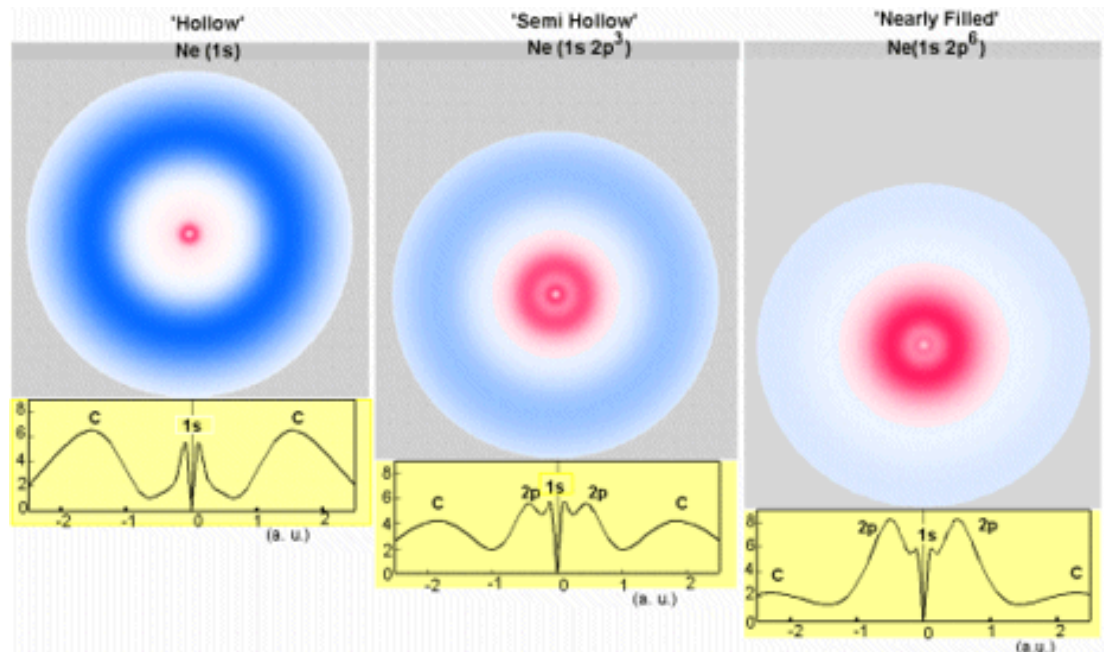 'Hollow'
Ne (1s)
8
6
4
2
0
C
1s
C
-2
-1
0
1
2
(a. u.)
'Semi Hollow'
Ne (1s 2p³)
8
6
4
2
0
C
2p
1s
2p
C
-2
-1
0
1
2
(a. u.)
'Nearly Filled'
Ne(1s 2p⁶)
8
6
4
2
0
C
2p
1s
2p
C
-2
-1
0
1
2
(a.u.)